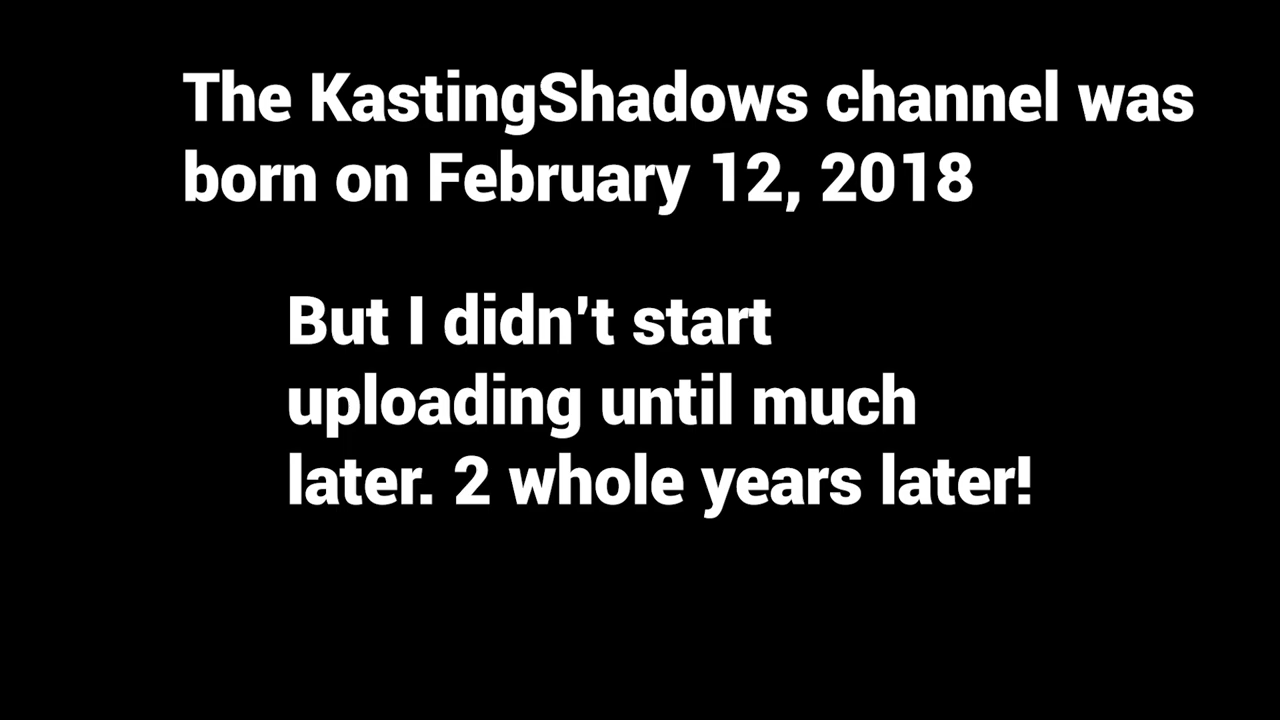 The KastingShadows channel was
born on February 12, 2018
But I didn't start
uploading until much
later. 2 whole years later!